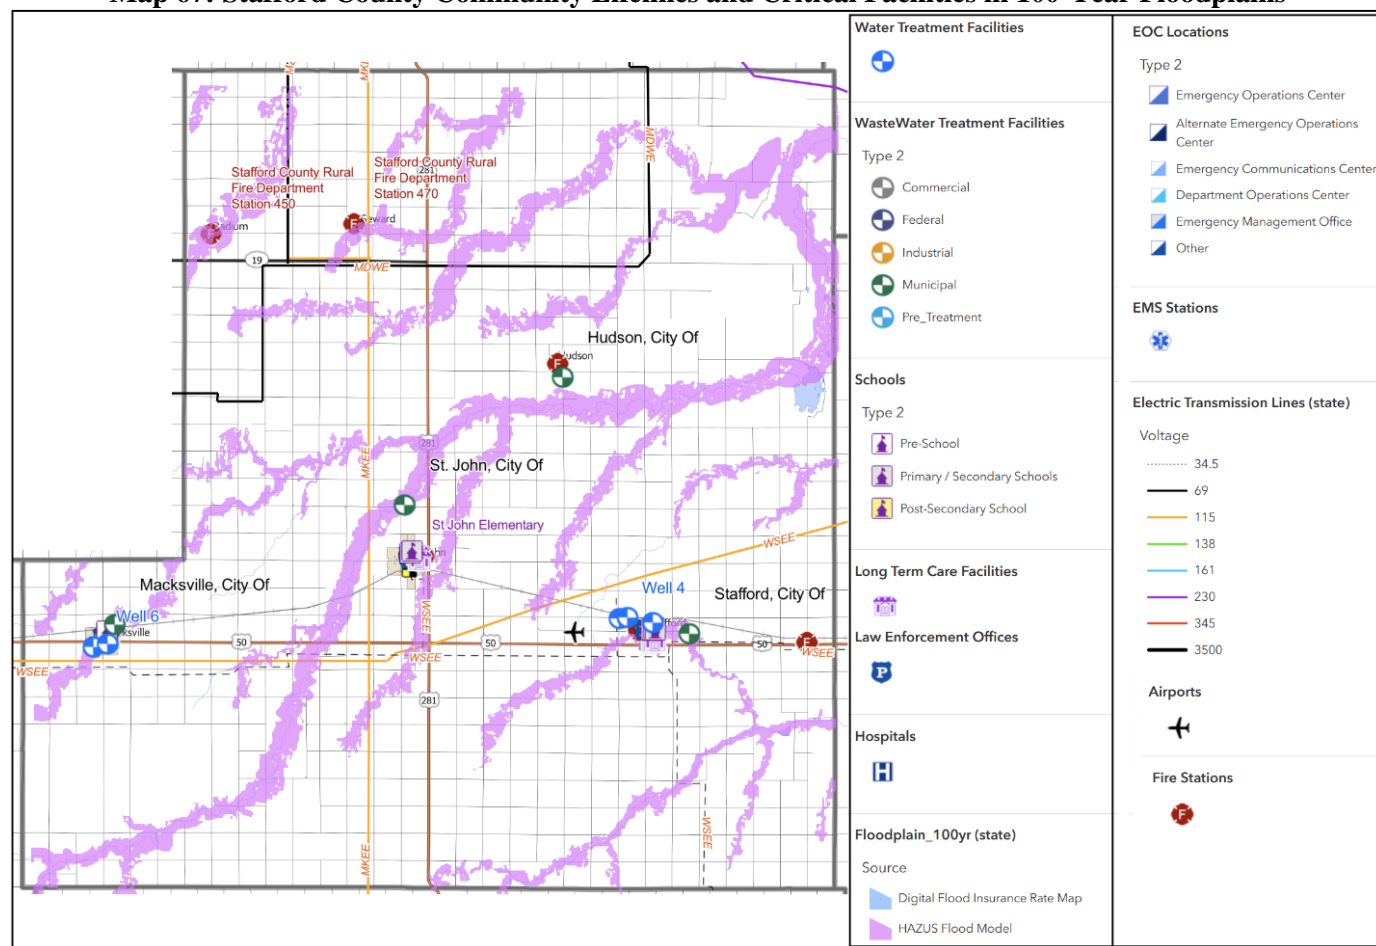 Map 67: Stafford County Community Lifelines and Critical Facilities in 100-Year Floodplains
MKEE
Stafford County Rural
Fire Department
Station 450
Stafford County Rural
Fire Department
Station 470
281
MDWE
Seward
19
MDWE
Hudson, City Of
Hudson
281
MKEE
St. John, City Of
St John Elementary
Macksville, City Of
Well 6
WSEE
WSEE
Well 4
Stafford, City Of
50
50
50
WSEE
WSEE
WSEE
281
MKEE
WSEE
Water Treatment Facilities
WasteWater Treatment Facilities
Type 2
Commercial
Federal
Industrial
Municipal
Pre_Treatment
Schools
Type 2
Pre-School
Primary / Secondary Schools
Post-Secondary School
Long Term Care Facilities
Law Enforcement Offices
Hospitals
Floodplain_100yr (state)
Source
Digital Flood Insurance Rate Map
HAZUS Flood Model
EOC Locations
Type 2
Emergency Operations Center
Alternate Emergency Operations
Center
Emergency Communications Center
Department Operations Center
Emergency Management Office
Other
EMS Stations
Electric Transmission Lines (state)
Voltage
34.5
69
115
138
161
230
345
3500
Airports
Fire Stations